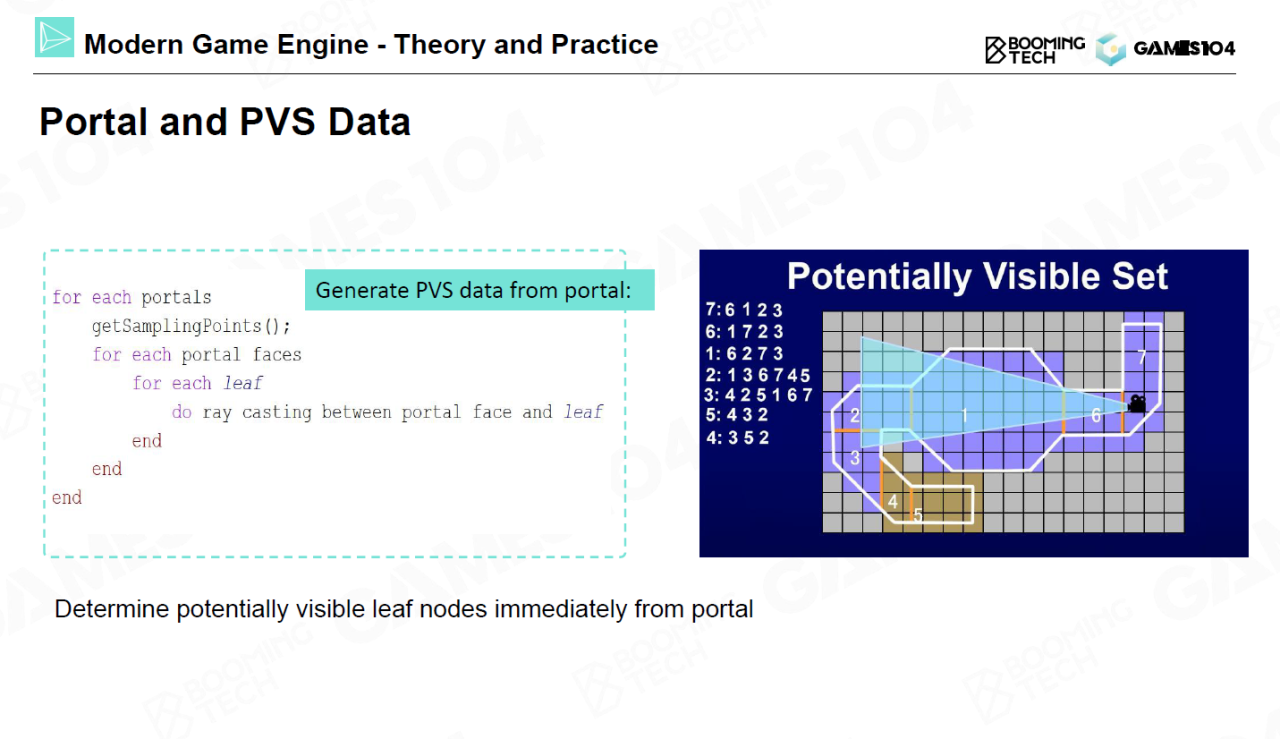 Modern Game Engine - Theory and Practice
BOOMING
TECH
GAMES104
Portal and PVS Data
Generate PVS data from portal:
for each portals
getSamplingPoints();
for each portal faces
for each leaf
do ray casting between portal face and leaf
end
end
end
Potentially Visible Set
7:6 1 2 3
6: 1 7 2 3
1: 6 2 7 3
2: 1 3 6 7 4 5
3: 4 2 5 1 6 7
5: 4 3 2
4: 3 5 2
7
2
1
6
3
4
5
Determine potentially visible leaf nodes immediately from portal